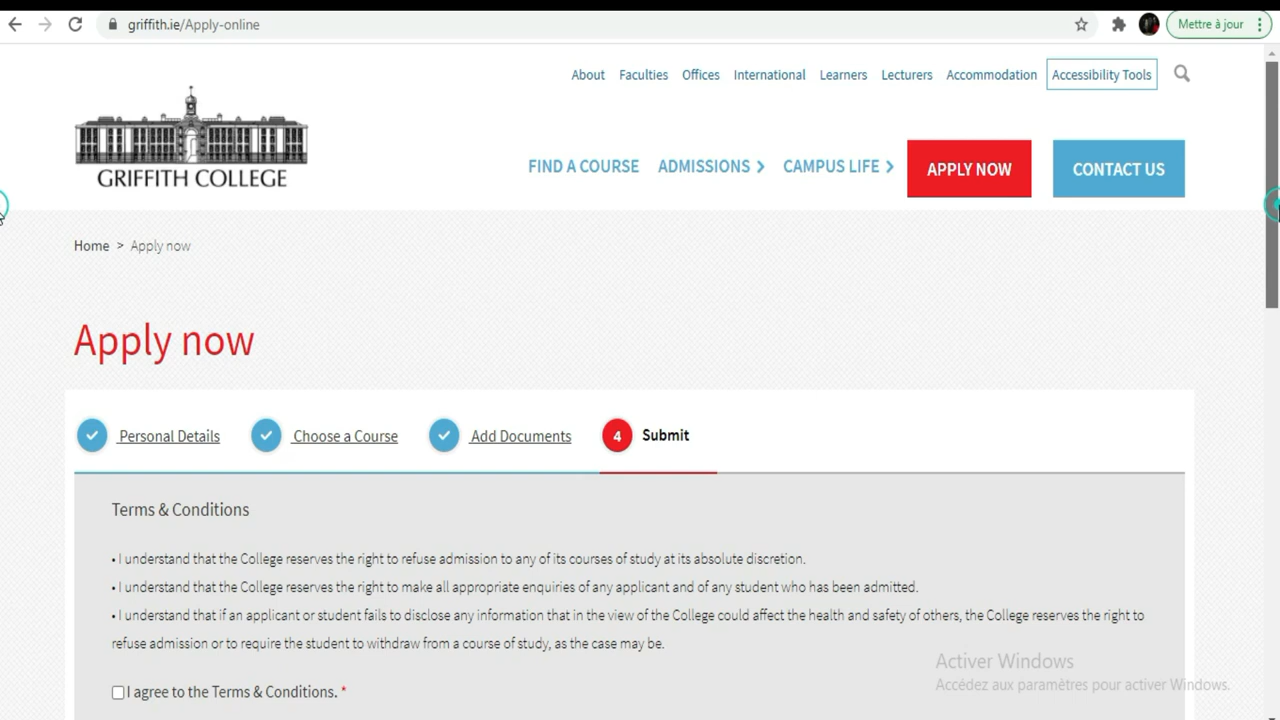 griffith.ie/Apply-online
Mettre à jour
About Faculties Offices International Learners Lecturers Accommodation Accessibility Tools
GRIFFITH COLLEGE
FIND A COURSE ADMISSIONS CAMPUS LIFE APPLY NOW CONTACT US
Home > Apply now
Apply now
Personal Details Choose a Course Add Documents 4 Submit
Terms & Conditions
• I understand that the College reserves the right to refuse admission to any of its courses of study at its absolute discretion.
• I understand that the College reserves the right to make all appropriate enquiries of any applicant and of any student who has been admitted.
• I understand that if an applicant or student fails to disclose any information that in the view of the College could affect the health and safety of others, the College reserves the right to
refuse admission or to require the student to withdraw from a course of study, as the case may be.
I agree to the Terms & Conditions. *
Activer Windows
Accédez aux paramètres pour activer Windows.